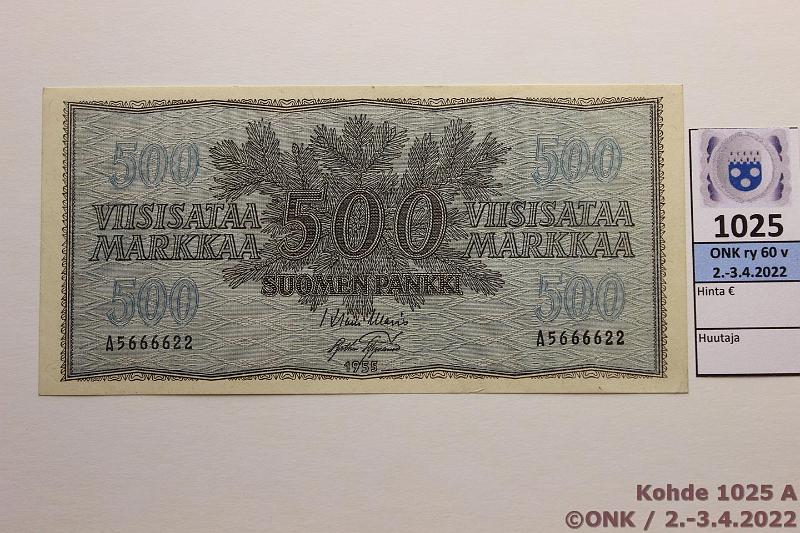 500 500
VIISISATAA 500 VIISISATAA
MARKKAA MARKKAA
500 SUOMEN PANKKI 500
A5666622 A5666622
1955
1025
ONK ry 60 v
2.-3.4.2022
Hinta €
Huutaja
Kohde 1025 A
©ONK / 2.-3.4.2022